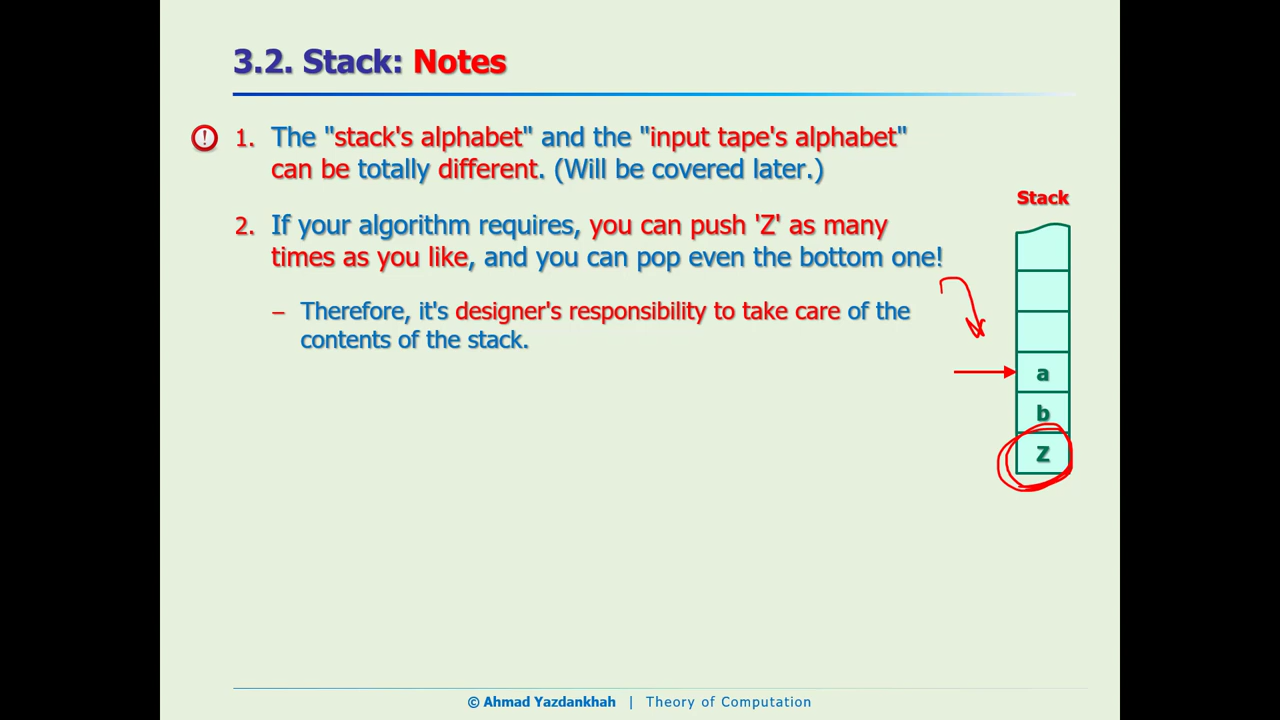 3.2. Stack: Notes
! 1. The "stack's alphabet" and the "input tape's alphabet"
can be totally different. (Will be covered later.)
2. If your algorithm requires, you can push 'Z' as many
times as you like, and you can pop even the bottom one!
– Therefore, it's designer's responsibility to take care of the
contents of the stack.
Stack
a
b
Z
© Ahmad Yazdankhah | Theory of Computation